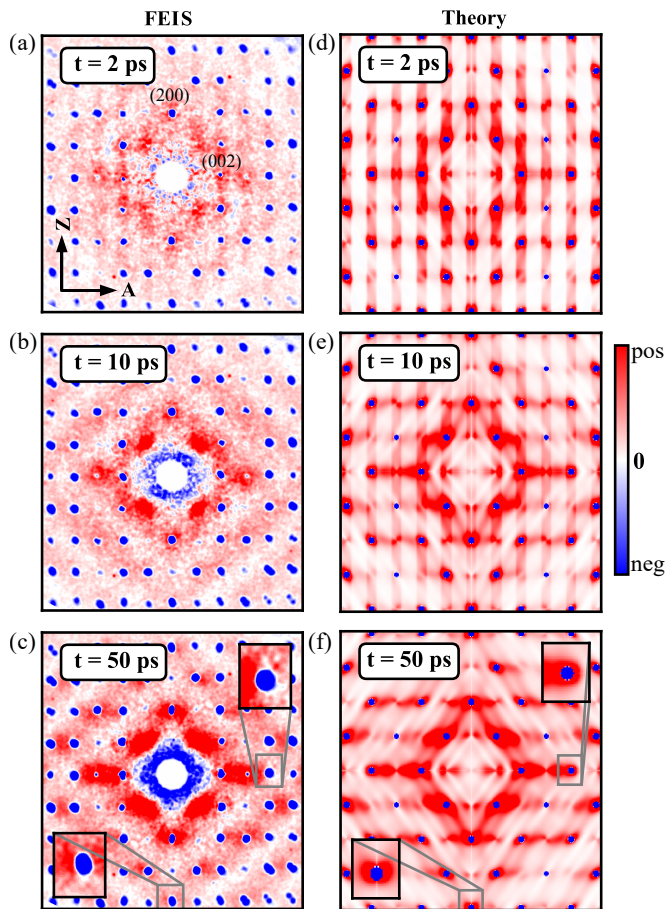 FEIS
Theory
(a)
t = 2 ps
(200)
(002)
Z
A
(d)
t = 2 ps
(b)
t = 10 ps
(e)
t = 10 ps
pos
0
neg
(c)
t = 50 ps
(f)
t = 50 ps